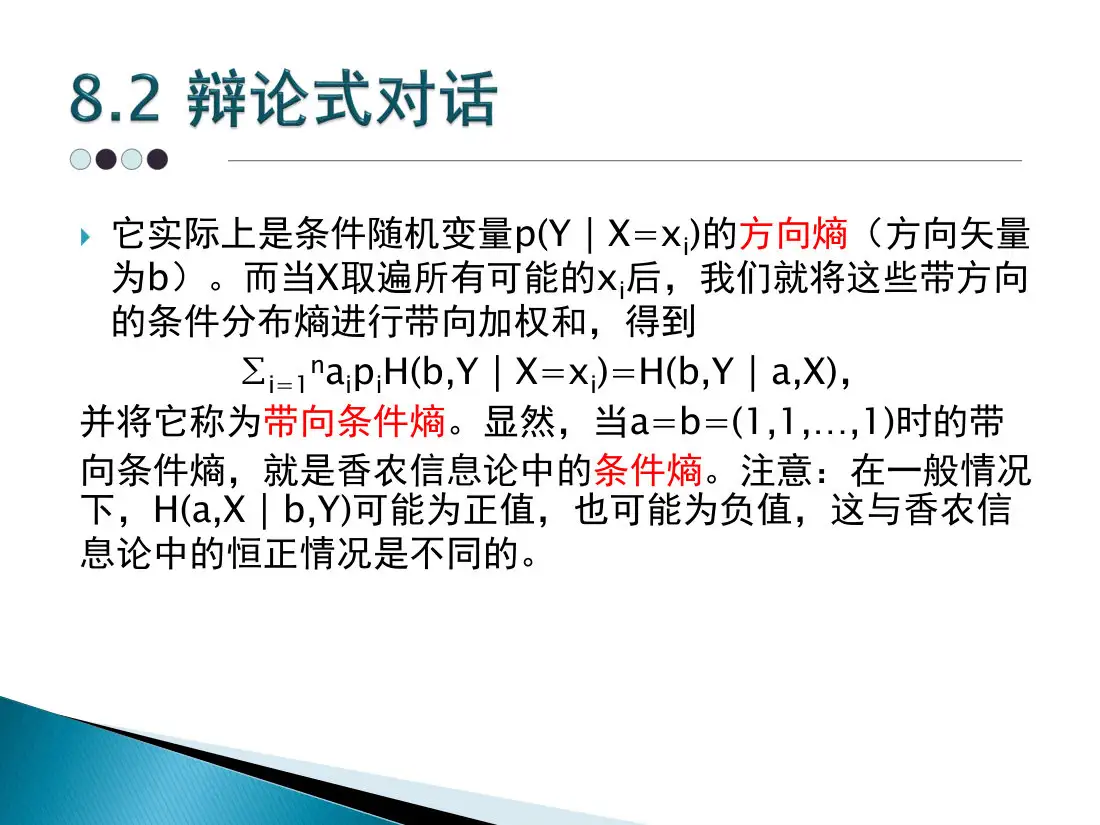 8.2 辩论式对话
它实际上是条件随机变量p(Y | X=xᵢ)的方向熵（方向矢量
为b）。而当X取遍所有可能的xᵢ后，我们就将这些带方向
的条件分布熵进行带向加权和，得到
∑ᵢ₌₁ⁿaᵢpᵢH(b,Y | X=xᵢ)=H(b,Y | a,X)，
并将它称为带向条件熵。显然，当a=b=(1,1,…,1)时的带
向条件熵，就是香农信息论中的条件熵。注意：在一般情况
下，H(a,X | b,Y)可能为正值，也可能为负值，这与香农信
息论中的恒正情况是不同的。